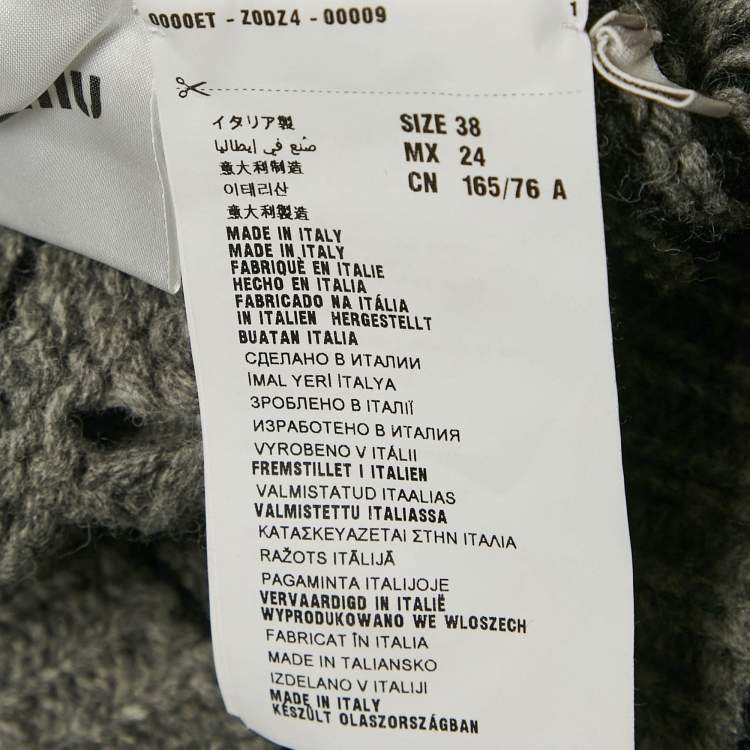 0000ET - Z0DZ4 - 00009
1
イタリア製
صنع في إيطاليا
意大利制造
이태리산
意大利製造
SIZE 38
MX 24
CN 165/76 A
MADE IN ITALY
MADE IN ITALY
FABRIQUÈ EN ITALIE
HECHO EN ITALIA
FABRICADO NA ITÁLIA
IN ITALIEN HERGESTELLT
BUATAN ITALIA
СДЕЛАНО В ИТАЛИИ
İMAL YERİ İTALYA
ЗРОБЛЕНО В ІТАЛІЇ
ИЗРАБОТЕНО В ИТАЛИЯ
VYROBENO V ITÁLII
FREMSTILLET I ITALIEN
VALMISTATUD ITAALIAS
VALMISTETTU ITALIASSA
ΚΑΤΑΣΚΕΥΑΖΕΤΑΙ ΣΤΗΝ ΙΤΑΛΙΑ
RAŽOTS ITĀLIJĀ
PAGAMINTA ITALIJOJE
VERVAARDIGD IN ITALIË
WYPRODUKOWANO WE WLOSZECH
FABRICAT ÎN ITALIA
MADE IN TALIANSKO
IZDELANO V ITALIJI
MADE IN ITALY
KÉSZÜLT OLASZORSZÁGBAN